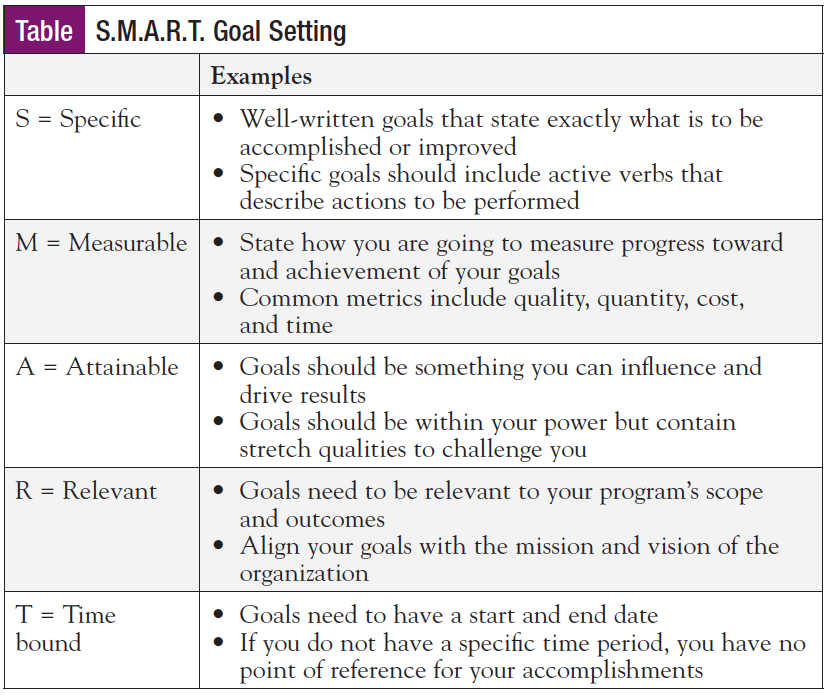 Table S.M.A.R.T. Goal Setting
Examples
S = Specific
• Well-written goals that state exactly what is to be
accomplished or improved
• Specific goals should include active verbs that
describe actions to be performed
M = Measurable
• State how you are going to measure progress toward
and achievement of your goals
• Common metrics include quality, quantity, cost,
and time
A = Attainable
• Goals should be something you can influence and
drive results
• Goals should be within your power but contain
stretch qualities to challenge you
R = Relevant
• Goals need to be relevant to your program's scope
and outcomes
• Align your goals with the mission and vision of the
organization
T = Time
bound
• Goals need to have a start and end date
• If you do not have a specific time period, you have no
point of reference for your accomplishments